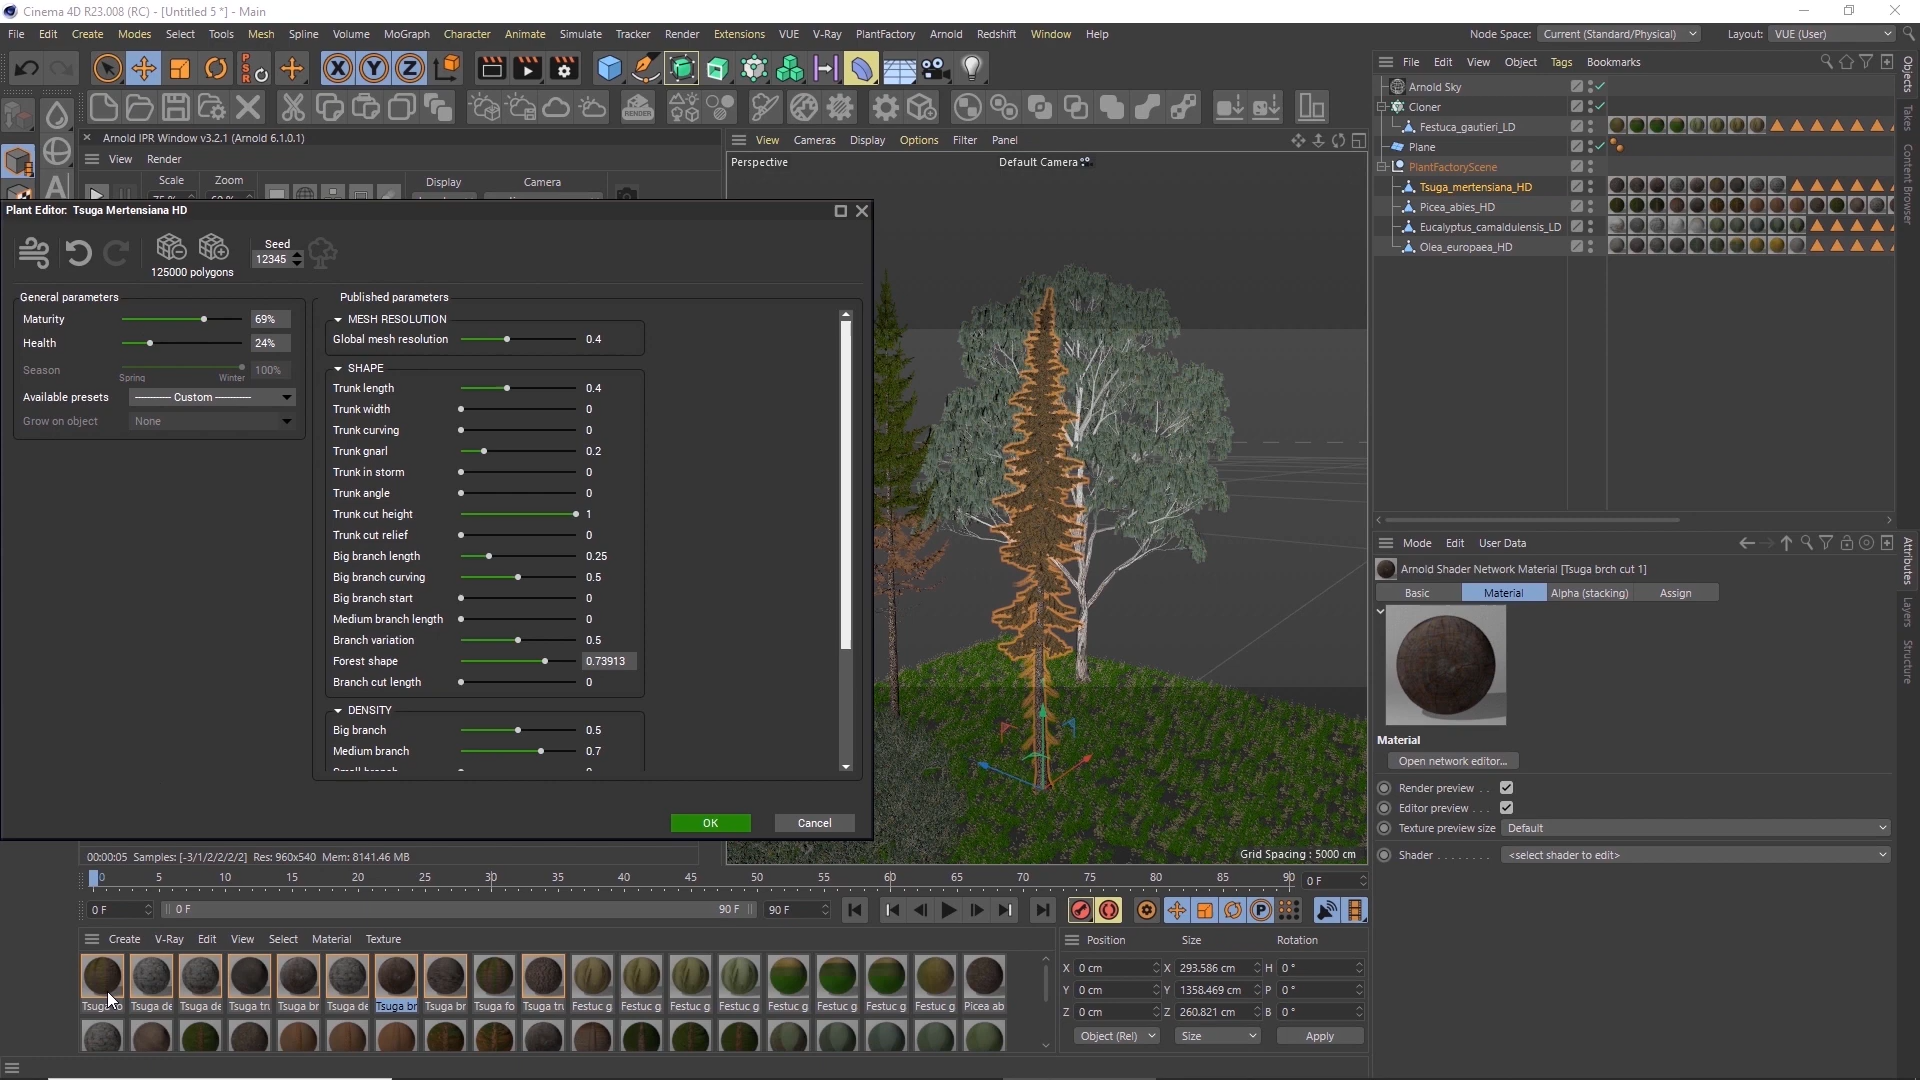 Cinema 4D R23.008 (RC) - [Untitled 5 *] - Main
File Edit Create Modes Select Tools Mesh Spline Volume MoGraph Character Animate Simulate Tracker Render Extensions VUE V-Ray PlantFactory Arnold Redshift Window Help
Node Space: Current (Standard/Physical) Layout: VUE (User)
PSR X Y Z
RENDER
File Edit View Object Tags Bookmarks
Arnold Sky
Cloner
Festuca_gautieri_LD
Plane
PlantFactoryScene
Tsuga_mertensiana_HD
Picea_abies_HD
Eucalyptus_camaldulensis_LD
Olea_europaea_HD
Objects
Takes
Content Browser
Arnold IPR Window v3.2.1 (Arnold 6.1.0.1)
View Render
Scale Zoom Display Camera
View Cameras Display Options Filter Panel
Perspective Default Camera
Plant Editor: Tsuga Mertensiana HD
Seed
12345
125000 polygons
General parameters
Maturity 69%
Health 24%
Season 100%
Spring Winter
Available presets Custom
Grow on object None
Published parameters
MESH RESOLUTION
Global mesh resolution 0.4
SHAPE
Trunk length 0.4
Trunk width 0
Trunk curving 0
Trunk gnarl 0.2
Trunk in storm 0
Trunk angle 0
Trunk cut height 1
Trunk cut relief 0
Big branch length 0.25
Big branch curving 0.5
Big branch start 0
Medium branch length 0
Branch variation 0.5
Forest shape 0.73913
Branch cut length 0
DENSITY
Big branch 0.5
Medium branch 0.7
OK Cancel
Grid Spacing : 5000 cm
Mode Edit User Data
Arnold Shader Network Material [Tsuga brch cut 1]
Basic Material Alpha (stacking) Assign
Material
Open network editor...
Render preview . .
Editor preview . . .
Texture preview size Default
Shader . . . . . . . . <select shader to edit>
Attributes
Layers
Structure
00:00:05 Samples: [-3/1/2/2/2/2] Res: 960x540 Mem: 8141.46 MB
0 5 10 15 20 25 30 35 40 45 50 55 60 65 70 75 80 85 90 0 F
0 F 0 F 90 F 90 F
P
Create V-Ray Edit View Select Material Texture
Tsuga de Tsuga de Tsuga tru Tsuga br Tsuga de Tsuga br Tsuga br Tsuga fo Tsuga tru Festuc g Festuc g Festuc g Festuc g Festuc g Festuc g Festuc g Festuc g Picea ab
Position Size Rotation
X 0 cm X 293.586 cm H 0 °
Y 0 cm Y 1358.469 cm P 0 °
Z 0 cm Z 260.821 cm B 0 °
Object (Rel) Size Apply